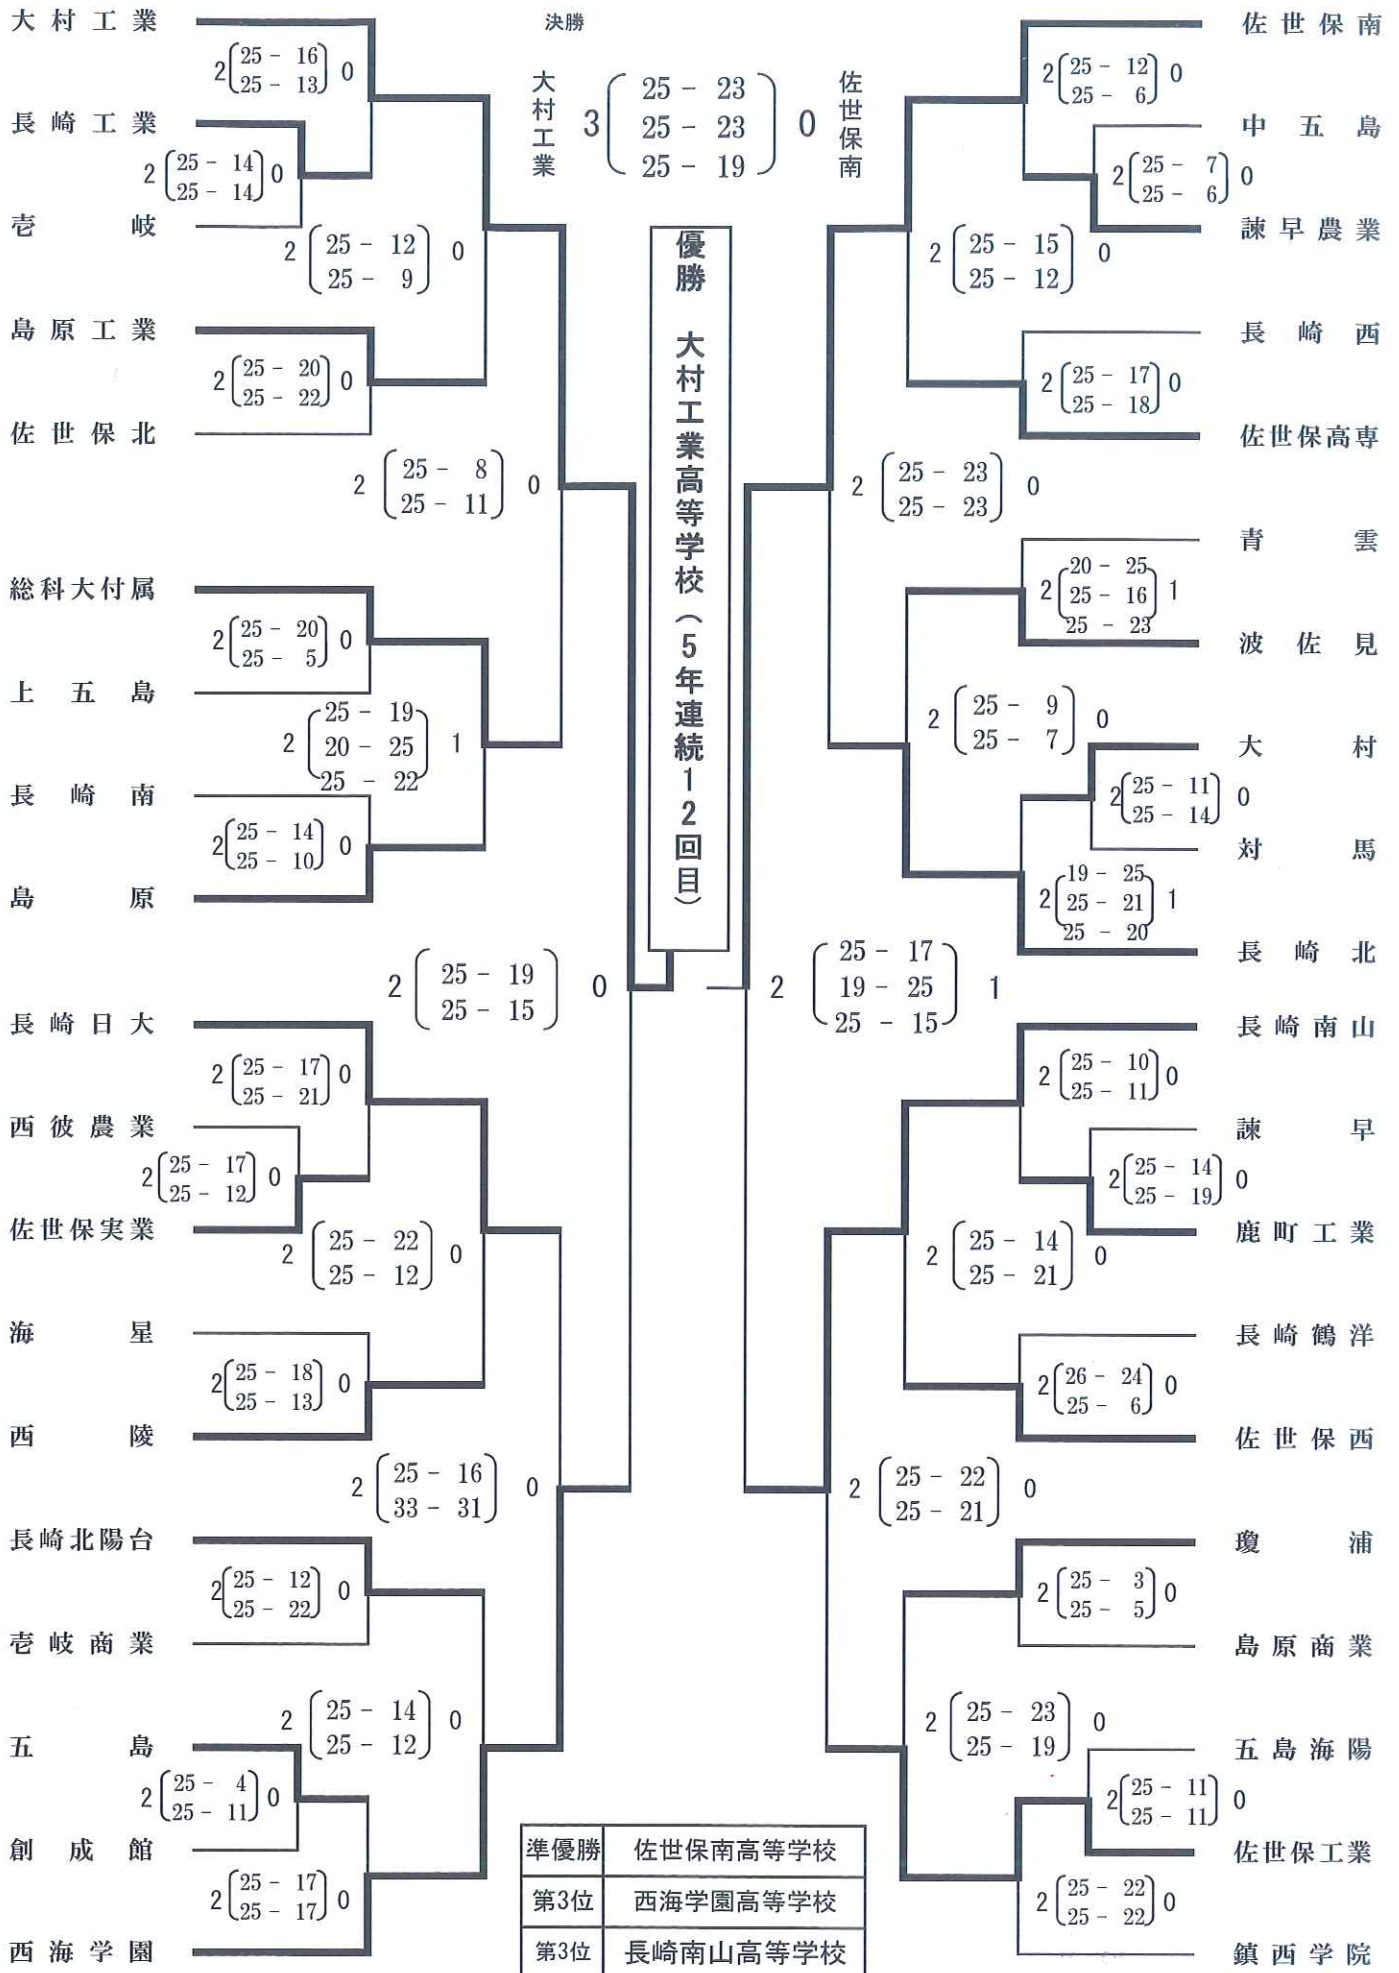 決勝
大村工業
3
25 - 23
25 - 23
25 - 19
0
佐世保南
優勝 大村工業高等学校(5年連続12回目)
大村工業
2 25 - 16 0
25 - 13
長崎工業
2 25 - 14 0
25 - 14
壱岐
2 25 - 12 0
25 - 9
島原工業
2 25 - 20 0
25 - 22
佐世保北
2 25 - 8 0
25 - 11
総科大付属
2 25 - 20 0
25 - 5
上五島
25 - 19
2 20 - 25 1
25 - 22
長崎南
2 25 - 14 0
25 - 10
島原
2 25 - 19 0
25 - 15
長崎日大
2 25 - 17 0
25 - 21
西彼農業
2 25 - 17 0
25 - 12
佐世保実業
2 25 - 22 0
25 - 12
海星
2 25 - 18 0
25 - 13
西陵
2 25 - 16 0
33 - 31
長崎北陽台
2 25 - 12 0
25 - 22
壱岐商業
2 25 - 14 0
25 - 12
五島
2 25 - 4 0
25 - 11
創成館
2 25 - 17 0
25 - 17
西海学園
佐世保南
2 25 - 12 0
25 - 6
中五島
2 25 - 7 0
25 - 6
諫早農業
2 25 - 15 0
25 - 12
長崎西
2 25 - 17 0
25 - 18
佐世保高専
2 25 - 23 0
25 - 23
青雲
20 - 25
2 25 - 16 1
25 - 23
波佐見
2 25 - 9 0
25 - 7
大村
2 25 - 11 0
25 - 14
対馬
19 - 25
2 25 - 21 1
25 - 20
長崎北
25 - 17
2 19 - 25 1
25 - 15
長崎南山
2 25 - 10 0
25 - 11
諫早
2 25 - 14 0
25 - 19
鹿町工業
2 25 - 14 0
25 - 21
長崎鶴洋
2 26 - 24 0
25 - 6
佐世保西
2 25 - 22 0
25 - 21
瓊浦
2 25 - 3 0
25 - 5
島原商業
2 25 - 23 0
25 - 19
五島海陽
2 25 - 11 0
25 - 11
佐世保工業
2 25 - 22 0
25 - 22
鎮西学院
準優勝 佐世保南高等学校
第3位 西海学園高等学校
第3位 長崎南山高等学校